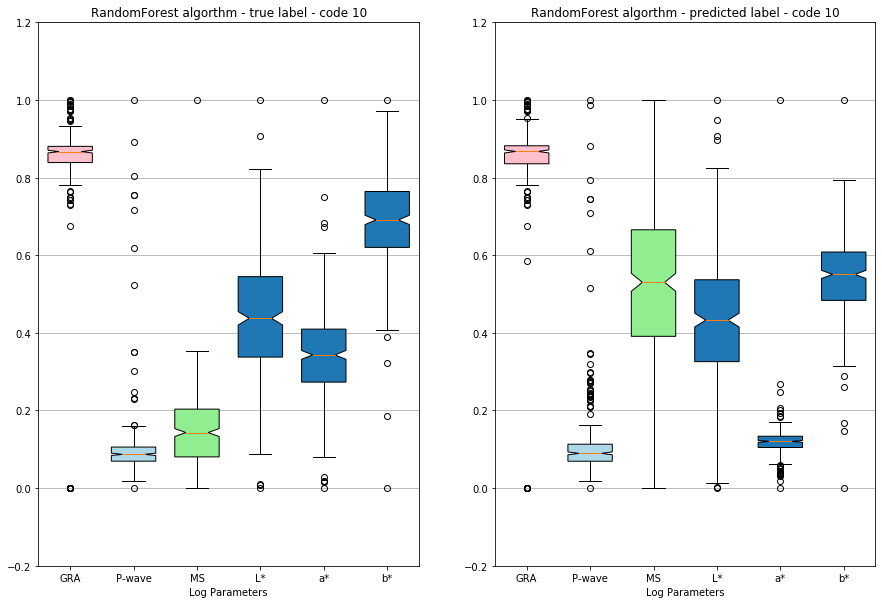 RandomForest algorthm - true label - code 10
1.2
1.0
0.8
0.6
0.4
0.2
0.0
−0.2
GRA P-wave MS L* a* b*
Log Parameters
RandomForest algorthm - predicted label - code 10
1.2
1.0
0.8
0.6
0.4
0.2
0.0
−0.2
GRA P-wave MS L* a* b*
Log Parameters